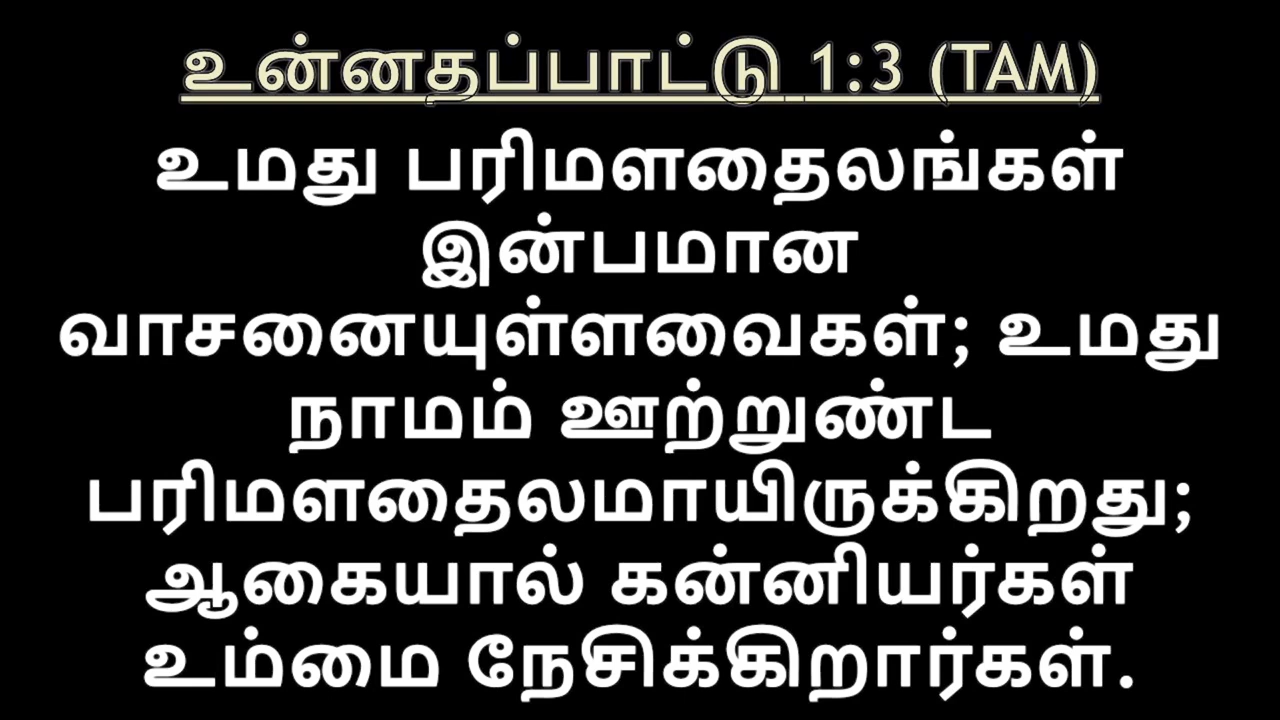 உன்னதப்பாட்டு 1:3 (TAM)
உமது பரிமளதைலங்கள்
இன்பமான
வாசனையுள்ளவைகள்; உமது
நாமம் ஊற்றுண்ட
பரிமளதைலமாயிருக்கிறது;
ஆகையால் கன்னியர்கள்
உம்மை நேசிக்கிறார்கள்.